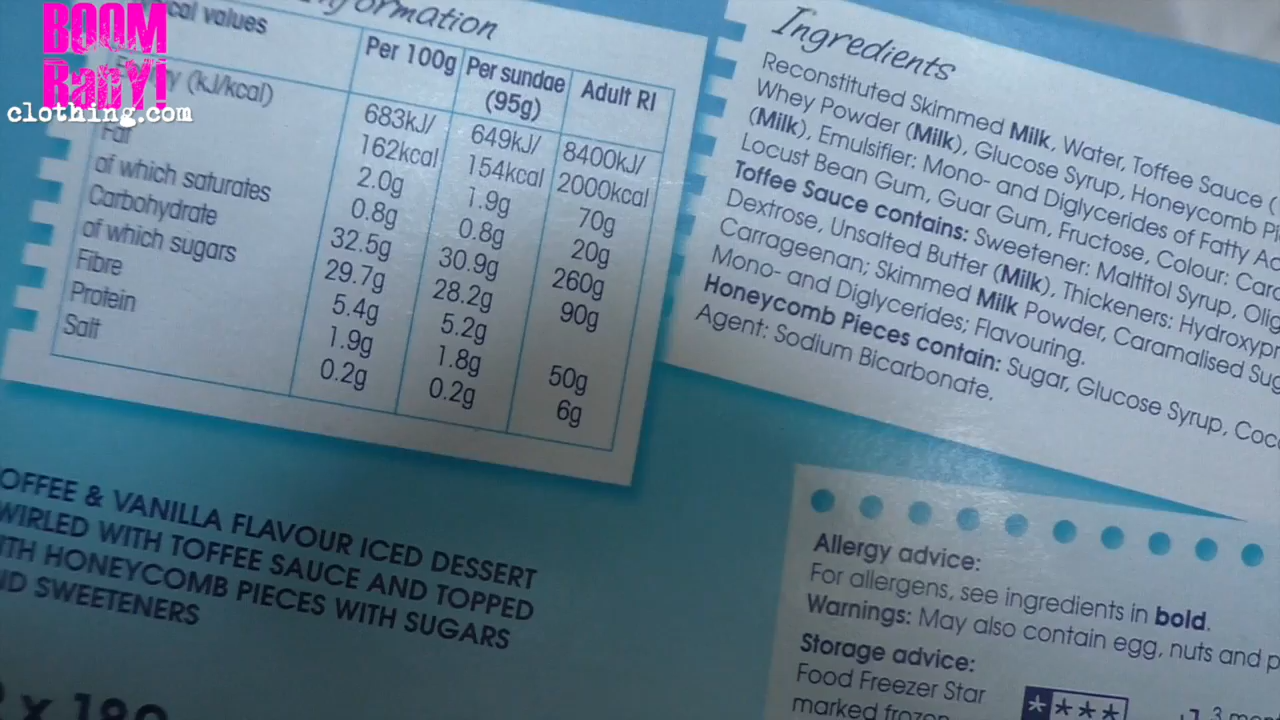 BOOM
RanY!
clothing.com
ormation
cal values
Per 100g
Per sundae
(95g)
Adult RI
(kJ/kcal)
683kJ/
162kcal
649kJ/
154kcal
8400kJ/
2000kcal
Fat 2.0g 1.9g 70g
of which saturates 0.8g 0.8g 20g
Carbohydrate 32.5g 30.9g 260g
of which sugars 29.7g 28.2g 90g
Fibre 5.4g 5.2g
Protein 1.9g 1.8g 50g
Salt 0.2g 0.2g 6g
OFFEE & VANILLA FLAVOUR ICED DESSERT
WIRLED WITH TOFFEE SAUCE AND TOPPED
ITH HONEYCOMB PIECES WITH SUGARS
ND SWEETENERS
x 180
Ingredients
Reconstituted Skimmed Milk, Water, Toffee Sauce (
Whey Powder (Milk), Glucose Syrup, Honeycomb Pi
(Milk), Emulsifier: Mono- and Diglycerides of Fatty Ac
Locust Bean Gum, Guar Gum, Fructose, Colour: Car
Toffee Sauce contains: Sweetener: Maltitol Syrup, Olig
Dextrose, Unsalted Butter (Milk), Thickeners: Hydroxypr
Carrageenan; Skimmed Milk Powder, Caramalised Sug
Mono- and Diglycerides; Flavouring.
Honeycomb Pieces contain: Sugar, Glucose Syrup, Coco
Agent: Sodium Bicarbonate.
Allergy advice:
For allergens, see ingredients in bold.
Warnings: May also contain egg, nuts and p
Storage advice:
Food Freezer Star
marked frozen